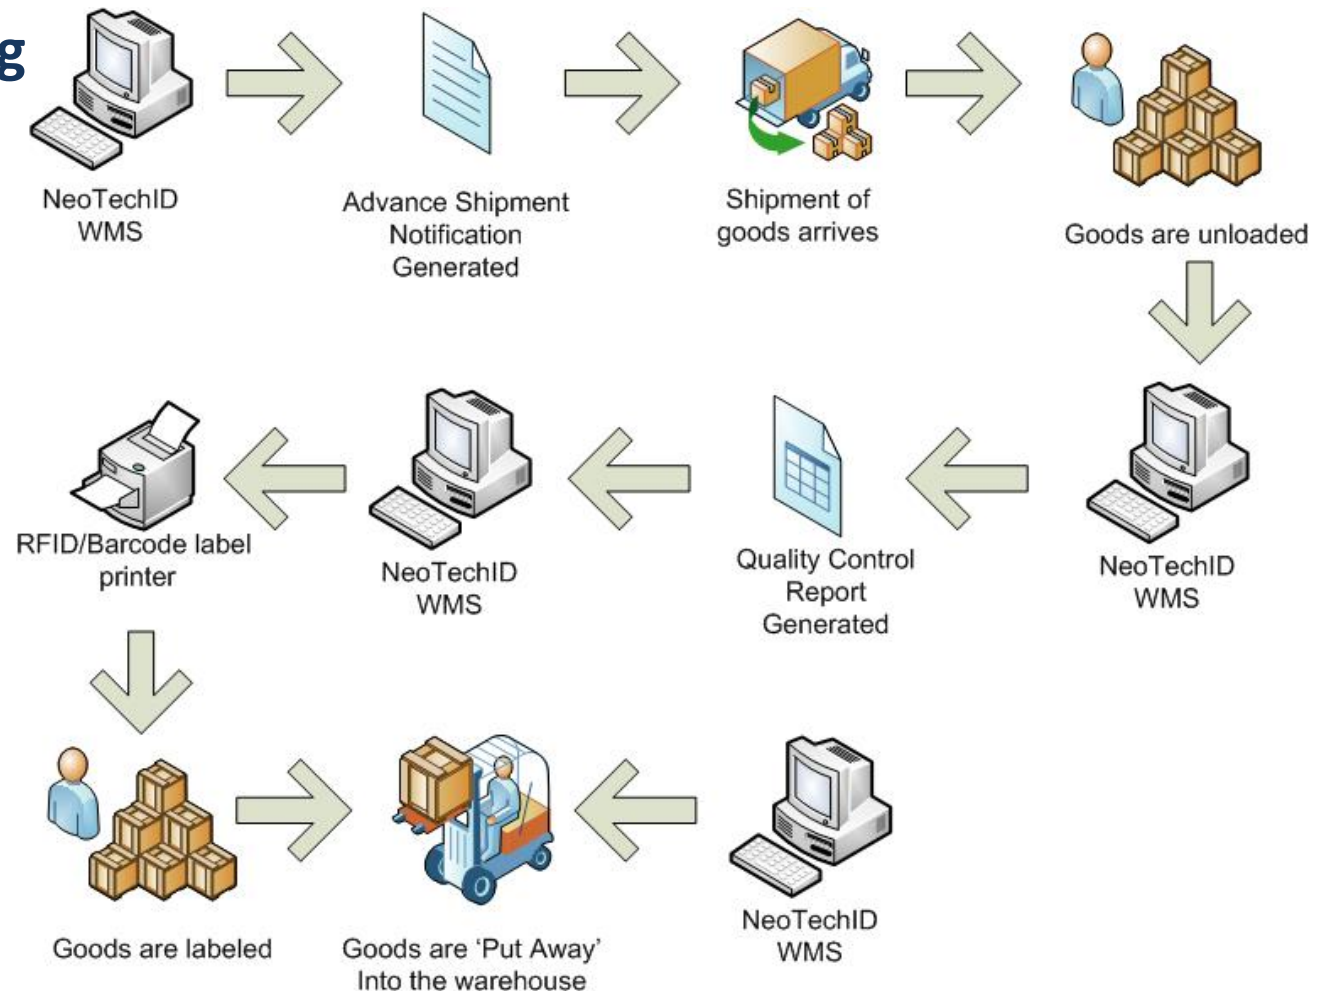 g
NeoTechID
WMS
Advance Shipment
Notification
Generated
Shipment of
goods arrives
Goods are unloaded
RFID/Barcode label
printer
NeoTechID
WMS
Quality Control
Report
Generated
NeoTechID
WMS
Goods are labeled
Goods are ‘Put Away’
Into the warehouse
NeoTechID
WMS